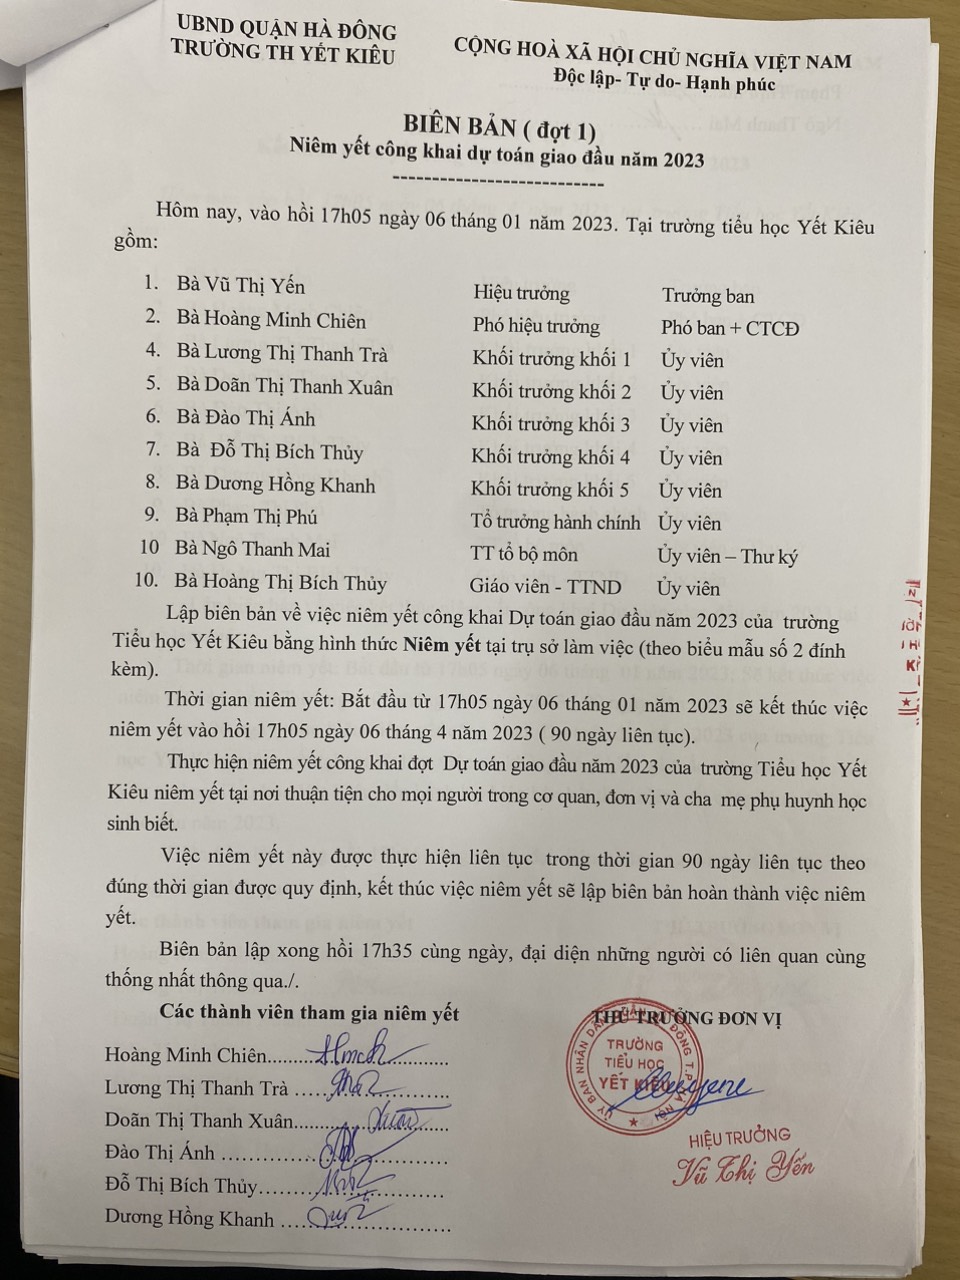 UBND QUẬN HÀ ĐÔNG
TRƯỜNG TH YẾT KIÊU
CỘNG HOÀ XÃ HỘI CHỦ NGHĨA VIỆT NAM
Độc lập- Tự do- Hạnh phúc
BIÊN BẢN ( đợt 1)
Niêm yết công khai dự toán giao đầu năm 2023
---------------------------
Hôm nay, vào hồi 17h05 ngày 06 tháng 01 năm 2023. Tại trường tiểu học Yết Kiêu
gồm:
1. Bà Vũ Thị Yến Hiệu trưởng Trưởng ban
2. Bà Hoàng Minh Chiên Phó hiệu trưởng Phó ban + CTCĐ
4. Bà Lương Thị Thanh Trà Khối trưởng khối 1 Ủy viên
5. Bà Doãn Thị Thanh Xuân Khối trưởng khối 2 Ủy viên
6. Bà Đào Thị Ánh Khối trưởng khối 3 Ủy viên
7. Bà Đỗ Thị Bích Thủy Khối trưởng khối 4 Ủy viên
8. Bà Dương Hồng Khanh Khối trưởng khối 5 Ủy viên
9. Bà Phạm Thị Phú Tổ trưởng hành chính Ủy viên
10 Bà Ngô Thanh Mai TT tổ bộ môn Ủy viên – Thư ký
10. Bà Hoàng Thị Bích Thủy Giáo viên - TTND Ủy viên
Lập biên bản về việc niêm yết công khai Dự toán giao đầu năm 2023 của trường
Tiểu học Yết Kiêu bằng hình thức Niêm yết tại trụ sở làm việc (theo biểu mẫu số 2 đính
kèm).
Thời gian niêm yết: Bắt đầu từ 17h05 ngày 06 tháng 01 năm 2023 sẽ kết thúc việc
niêm yết vào hồi 17h05 ngày 06 tháng 4 năm 2023 ( 90 ngày liên tục).
Thực hiện niêm yết công khai đợt Dự toán giao đầu năm 2023 của trường Tiểu học Yết
Kiêu niêm yết tại nơi thuận tiện cho mọi người trong cơ quan, đơn vị và cha mẹ phụ huynh học
sinh biết.
Việc niêm yết này được thực hiện liên tục trong thời gian 90 ngày liên tục theo
đúng thời gian được quy định, kết thúc việc niêm yết sẽ lập biên bản hoàn thành việc niêm
yết.
Biên bản lập xong hồi 17h35 cùng ngày, đại diện những người có liên quan cùng
thống nhất thông qua./.
Các thành viên tham gia niêm yết
THỦ TRƯỞNG ĐƠN VỊ
Hoàng Minh Chiên
Lương Thị Thanh Trà
Doãn Thị Thanh Xuân
Đào Thị Ánh
Đỗ Thị Bích Thủy
Dương Hồng Khanh
TRƯỜNG
TIỂU HỌC
YẾT KIÊU
HIỆU TRƯỞNG
Vũ Thị Yến